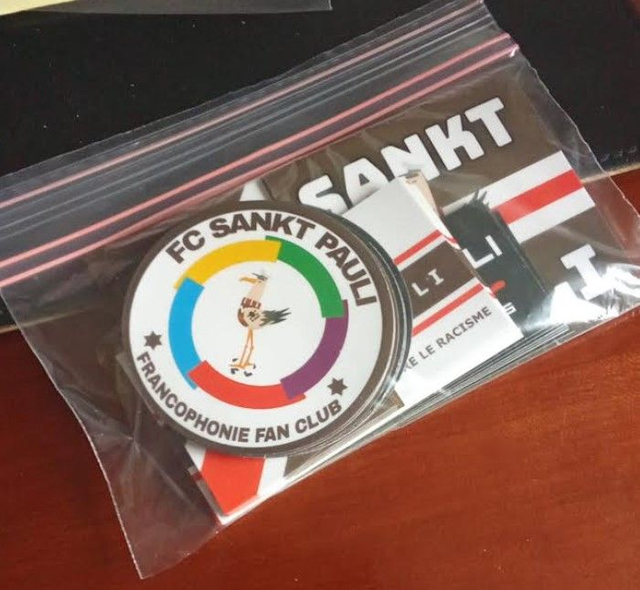 FC SANKT PAULI
FRANCOPHONIE FAN CLUB
SANKT
LI
LI
I
LE RACISME